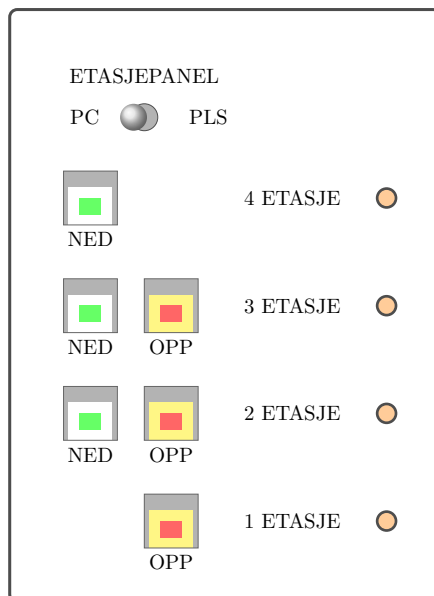 ETASJEPANEL
PC PLS
4 ETASJE
NED
3 ETASJE
NED OPP
2 ETASJE
NED OPP
1 ETASJE
OPP